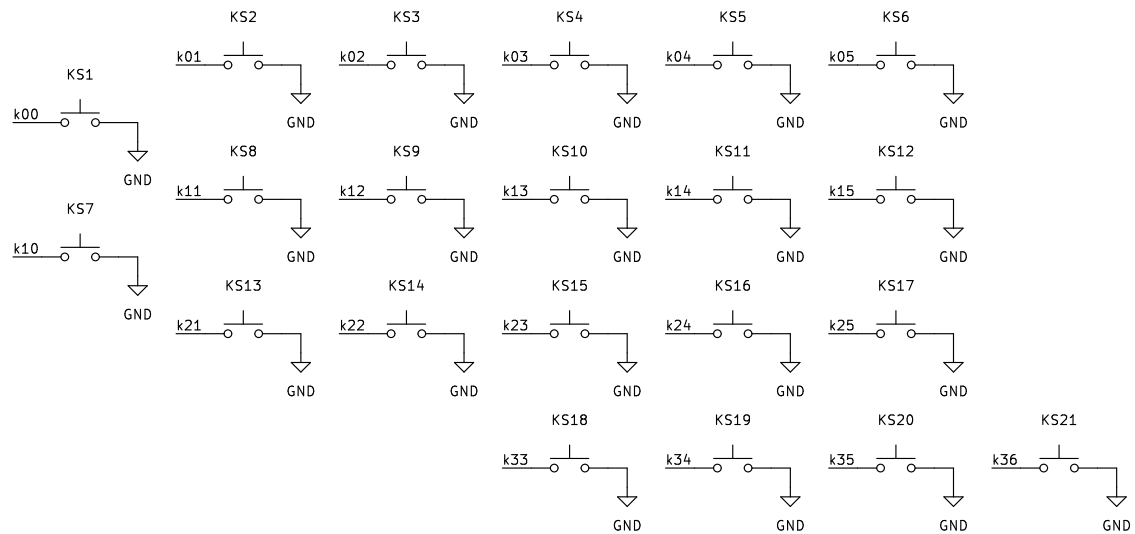 KS2 KS3 KS4 KS5 KS6
k01 k02 k03 k04 k05
KS1
k00
GND GND GND GND GND
KS8 KS9 KS10 KS11 KS12
GND
k11 k12 k13 k14 k15
KS7
k10
GND GND GND GND GND
KS13 KS14 KS15 KS16 KS17
GND
k21 k22 k23 k24 k25
GND GND GND GND GND
KS18 KS19 KS20 KS21
k33 k34 k35 k36
GND GND GND GND